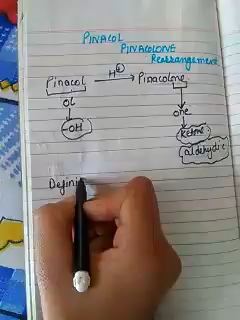 PINACOL
PINACOLONE
Rearrangement
Pinacol H⊕ Pinacolone
ol one
-OH Ketone
aldehydic
Defini